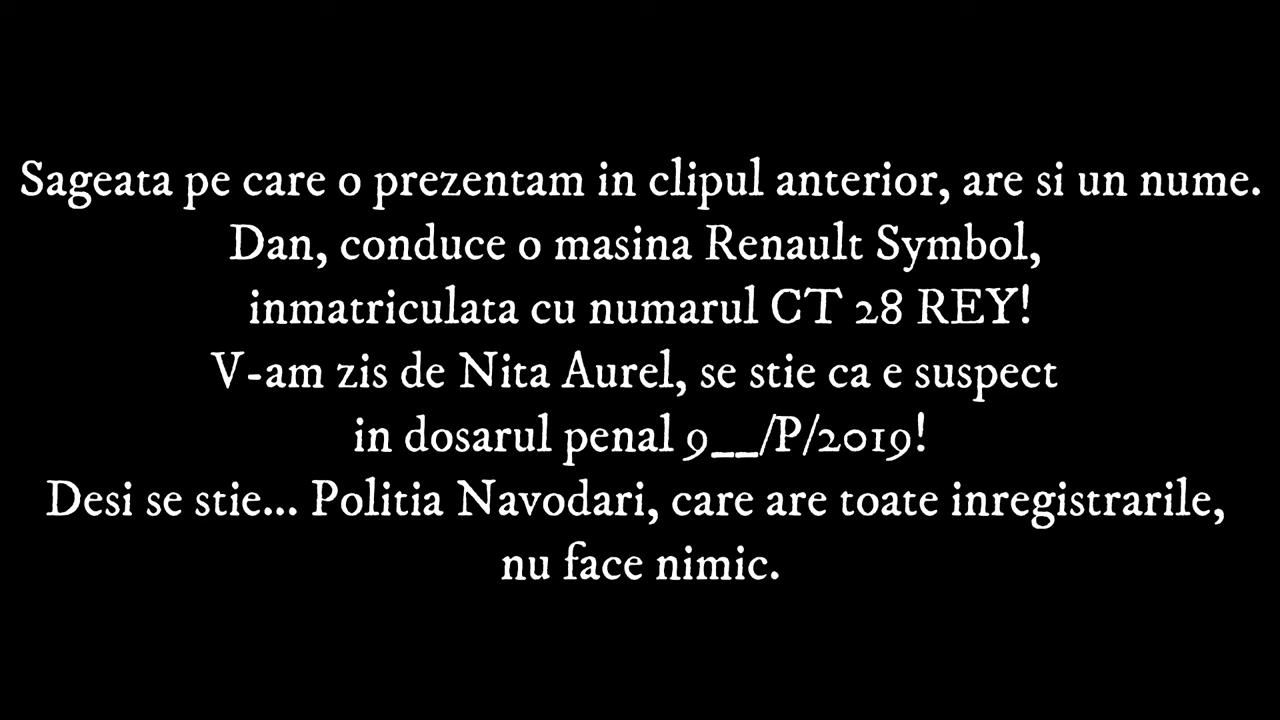 Sageata pe care o prezentam in clipul anterior, are si un nume.
Dan, conduce o masina Renault Symbol,
inmatriculata cu numarul CT 28 REY!
V-am zis de Nita Aurel, se stie ca e suspect
in dosarul penal 9__/P/2019!
Desi se stie... Politia Navodari, care are toate inregistrarile,
nu face nimic.